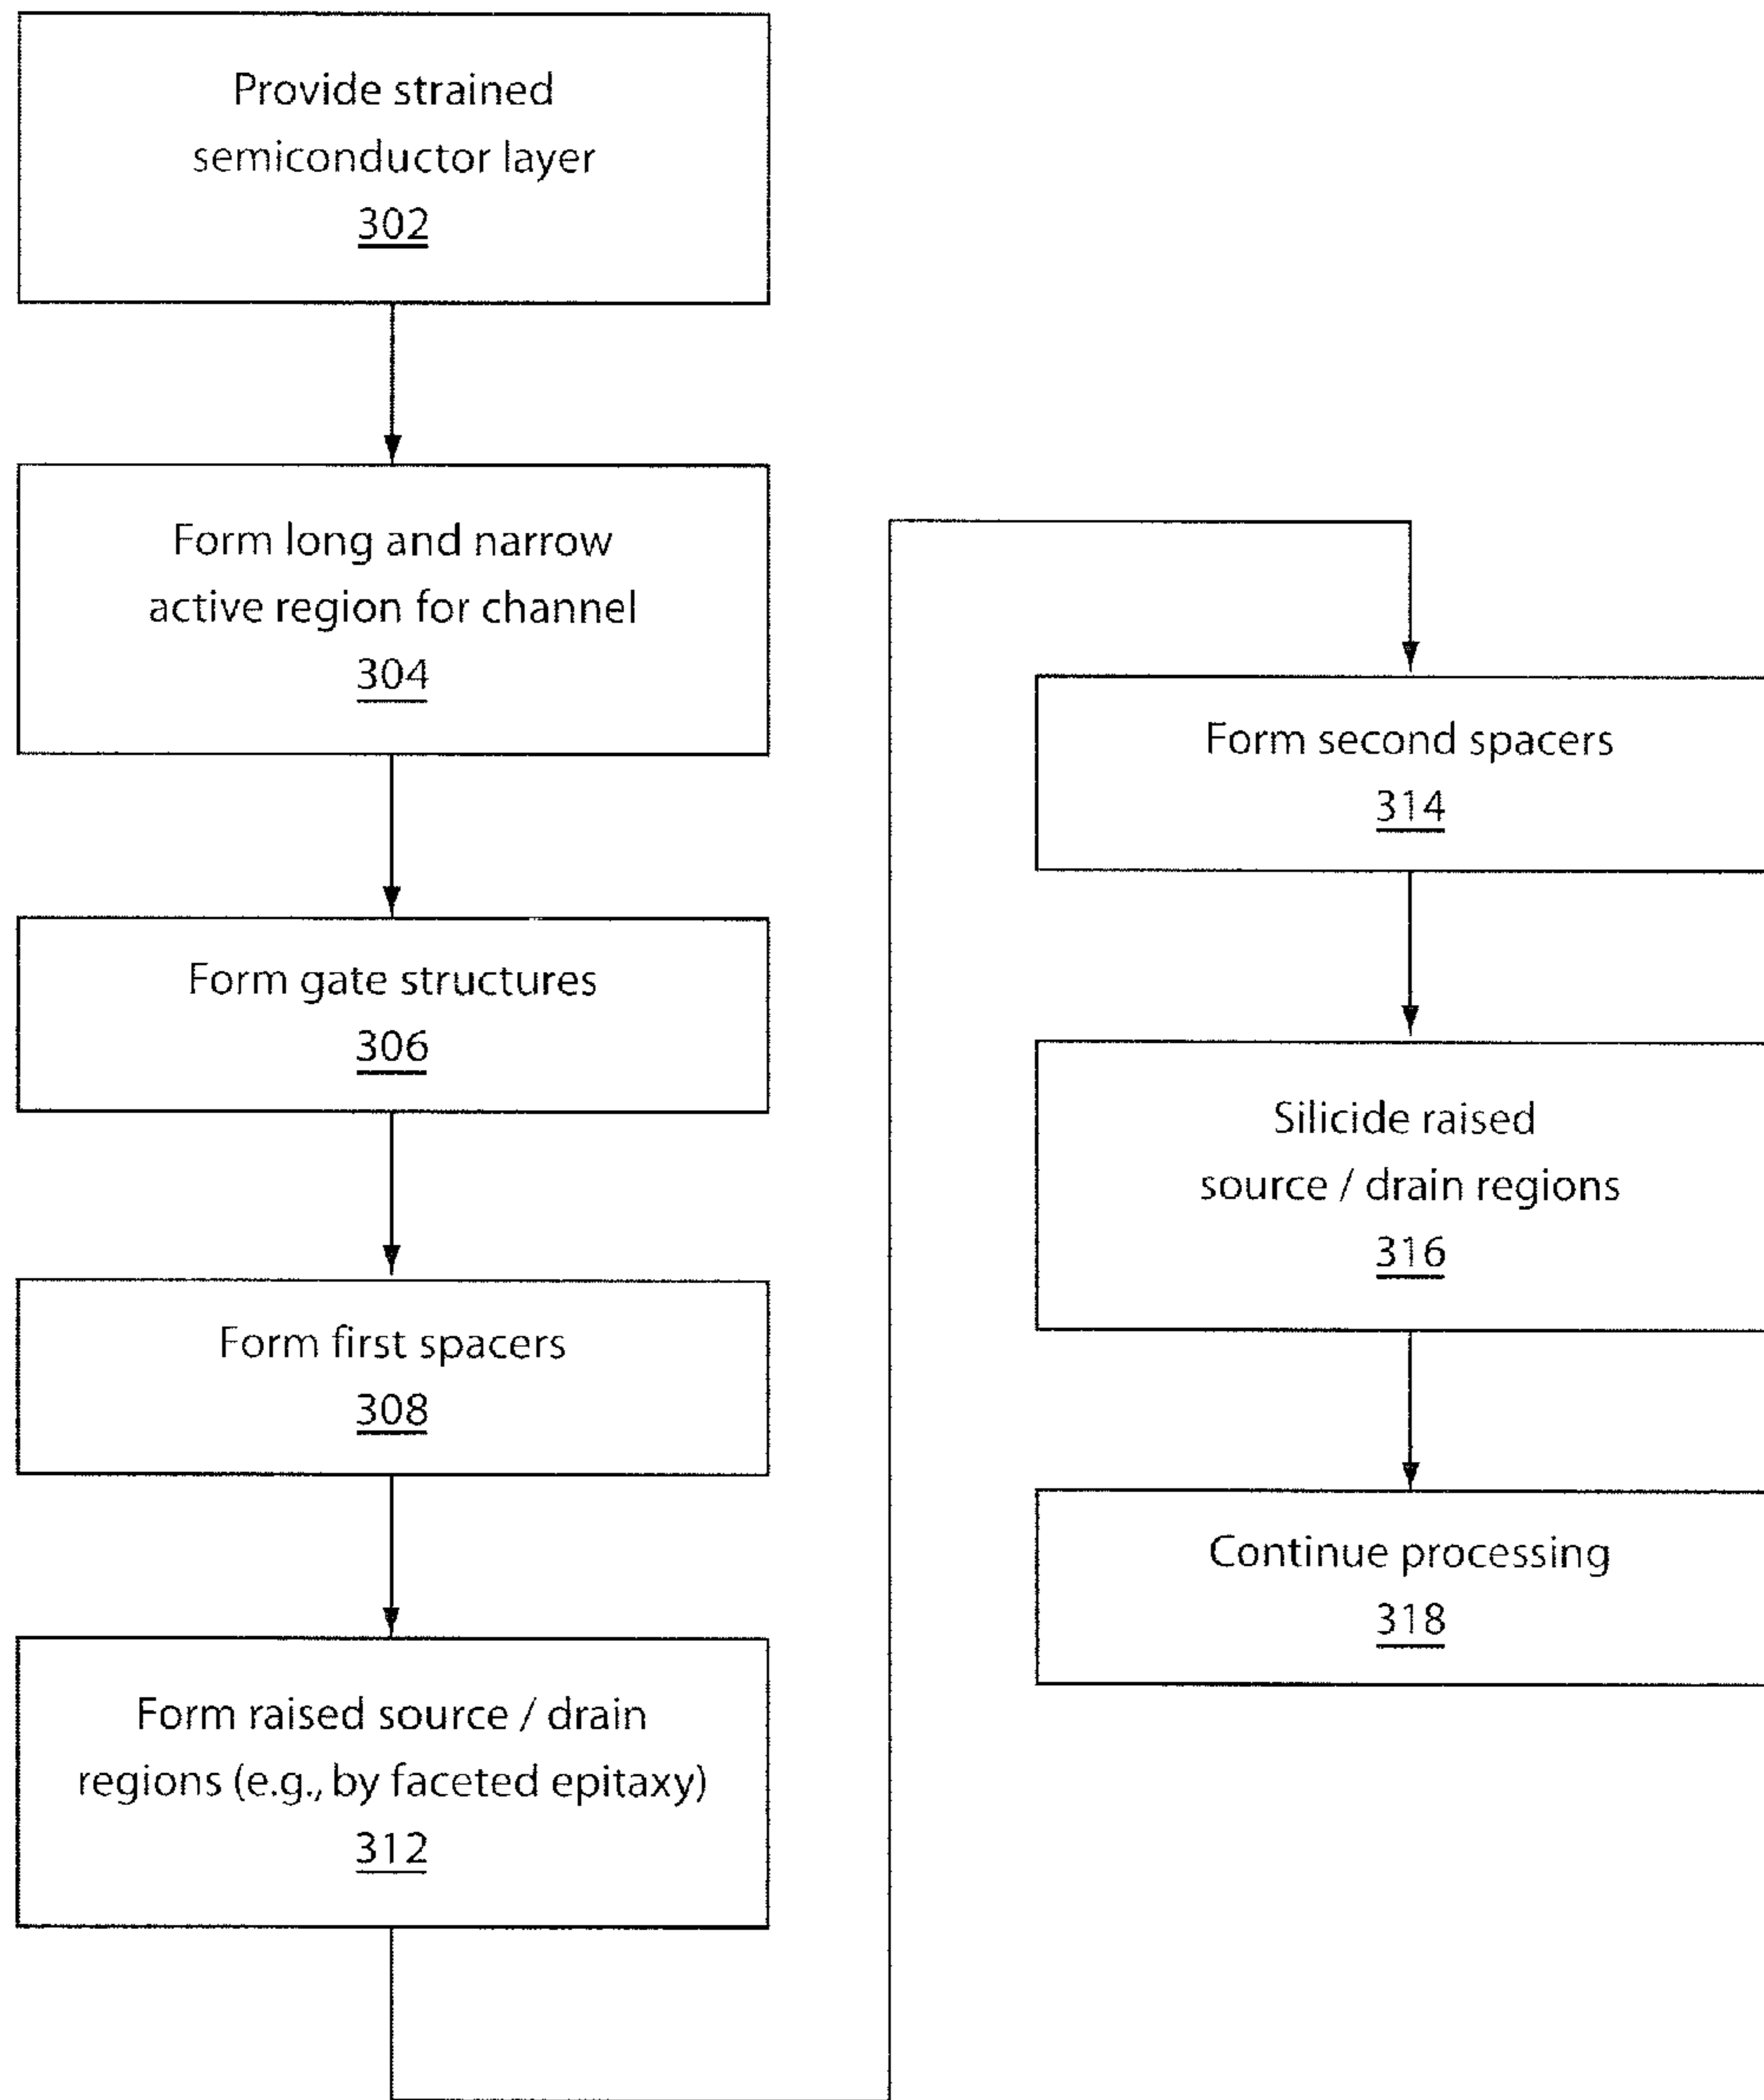 Provide strained
semiconductor layer
302
Form long and narrow
active region for channel
304
Form gate structures
306
Form first spacers
308
Form raised source / drain
regions (e.g., by faceted epitaxy)
312
Form second spacers
314
Silicide raised
source / drain regions
316
Continue processing
318